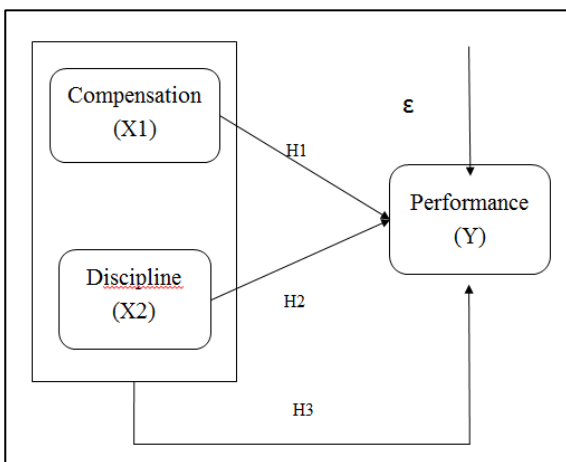 Compensation
(X1)
ε
H1
Performance
(Y)
Discipline
(X2)
H2
H3